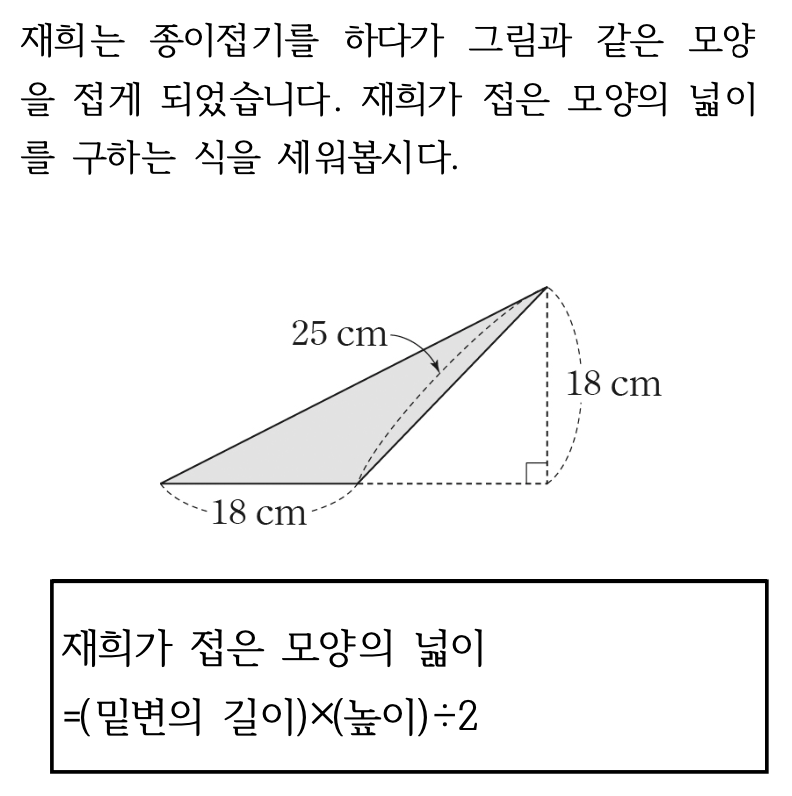 재희는 종이접기를 하다가 그림과 같은 모양
을 접게 되었습니다. 재희가 접은 모양의 넓이
를 구하는 식을 세워봅시다.
25 cm
18 cm
18 cm
재희가 접은 모양의 넓이
=(밑변의 길이)×(높이)÷2